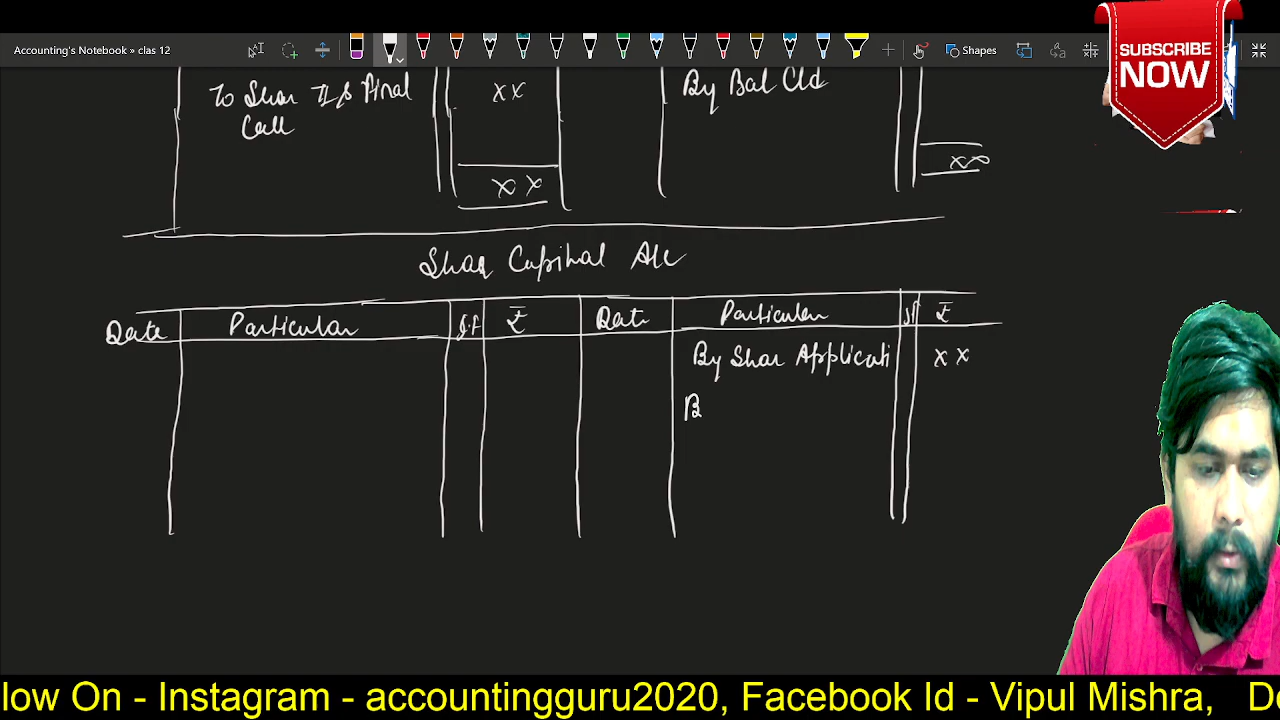 Accounting's Notebook » clas 12
Shapes
SUBSCRIBE
NOW
To Shar II & Final xx By Bal C/d
Call
xx xx
Shar Capital A/c
Date Particular J.F ₹ Date Particular J.F ₹
By Shar Applicati xx
B
low On - Instagram - accountingguru2020, Facebook Id - Vipul Mishra, De